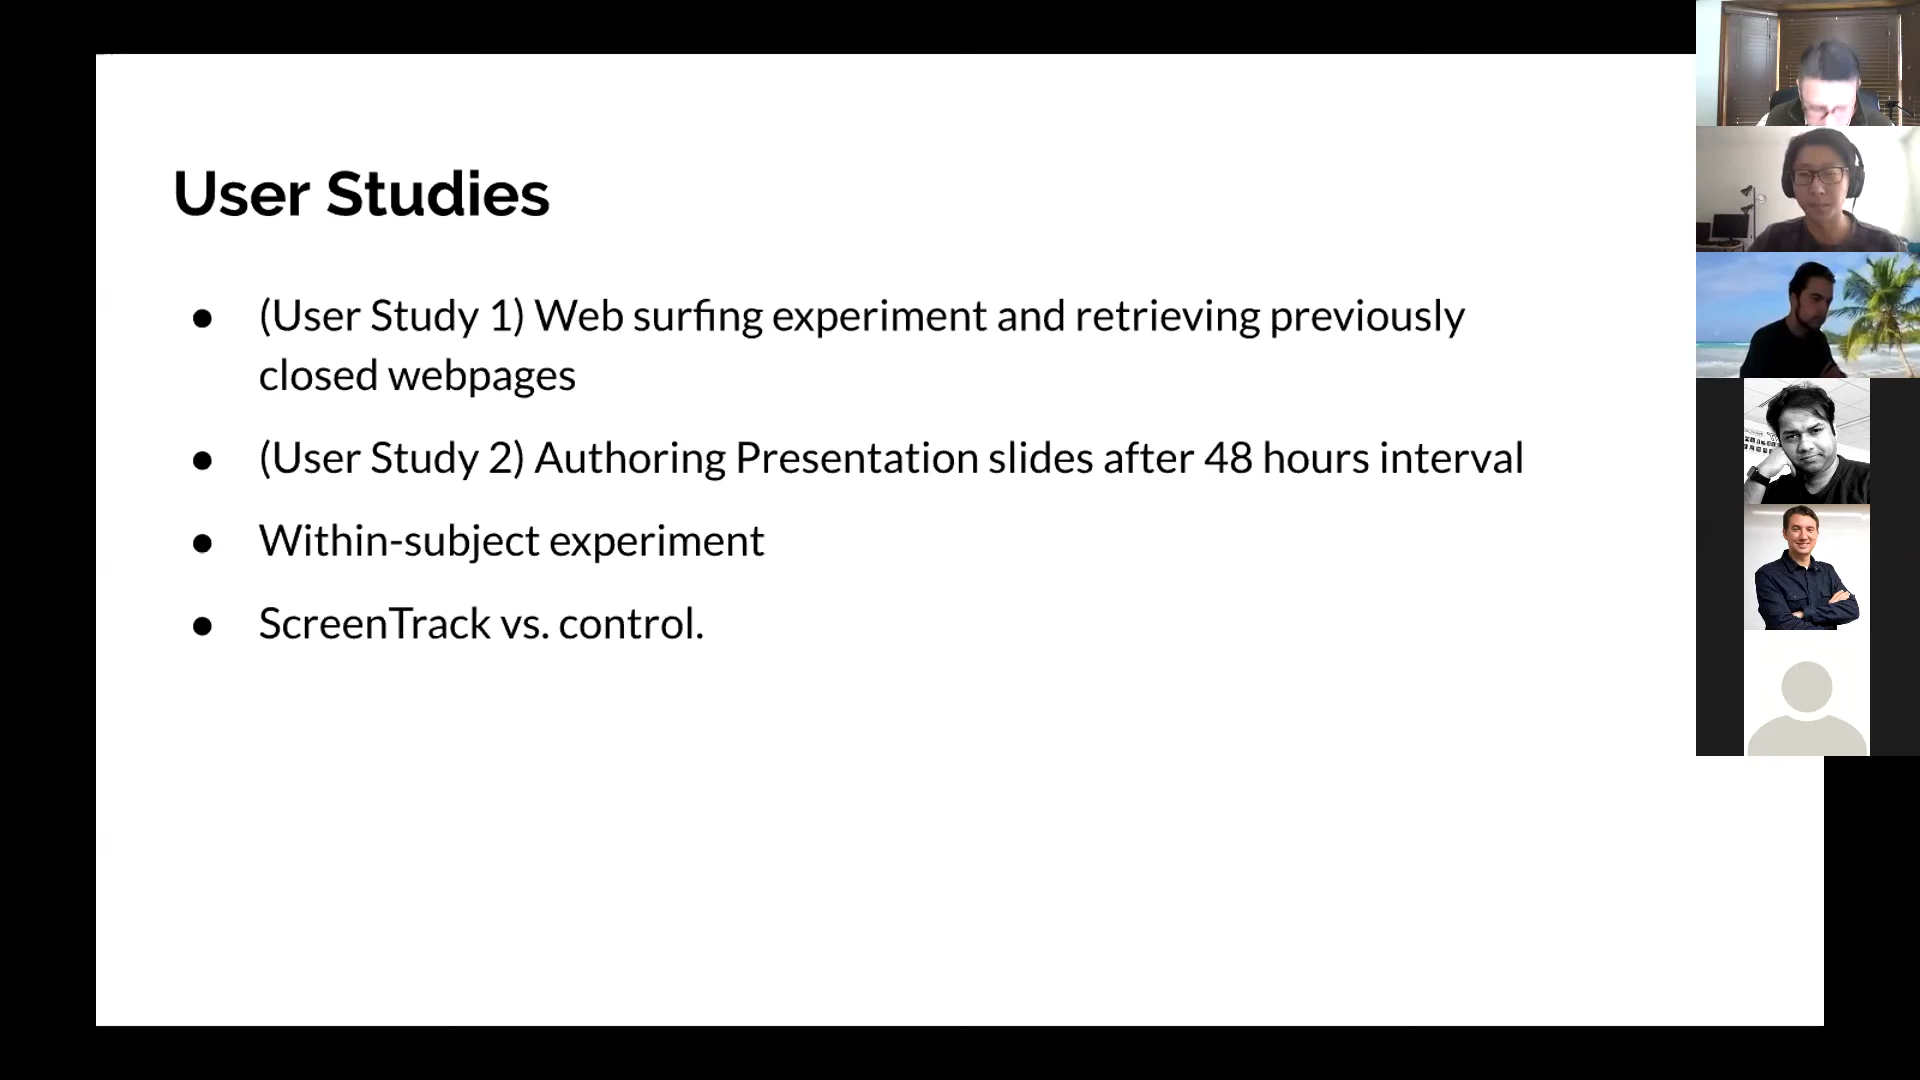 User Studies
● (User Study 1) Web surfing experiment and retrieving previously
closed webpages
● (User Study 2) Authoring Presentation slides after 48 hours interval
● Within-subject experiment
● ScreenTrack vs. control.